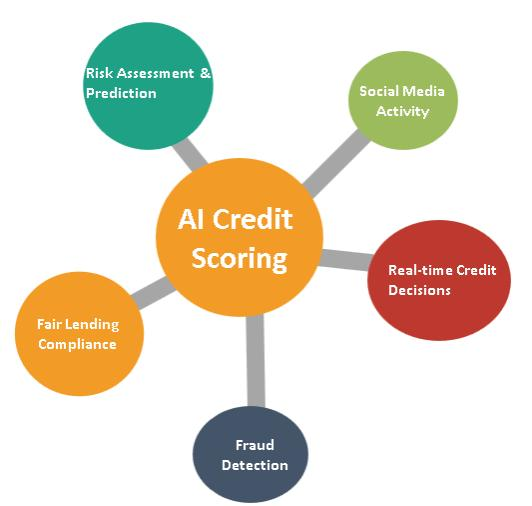 Risk Assessment &
Prediction
Social Media
Activity
AI Credit
Scoring
Real-time Credit
Decisions
Fair Lending
Compliance
Fraud
Detection